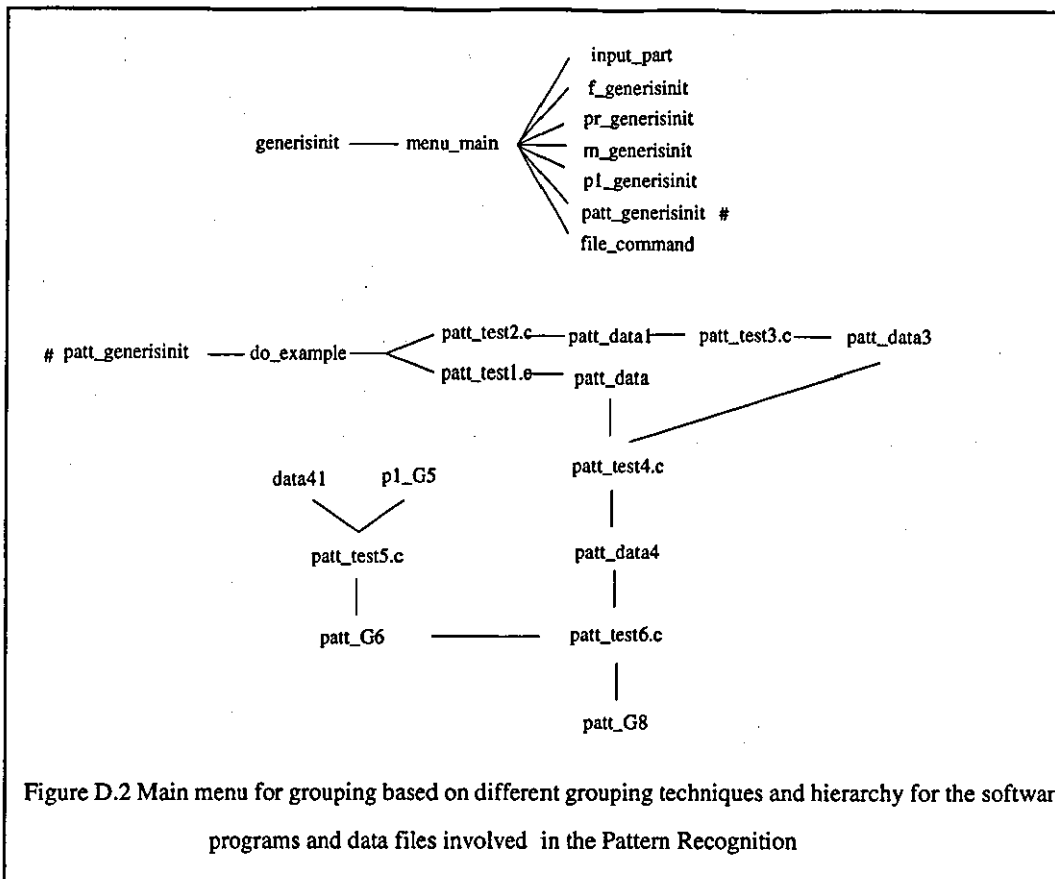 input_part
f_generisinit
pr_generisinit
generisinit menu_main m_generisinit
p1_generisinit
patt_generisinit #
file_command
patt_test2.c patt_data1 patt_test3.c patt_data3
# patt_generisinit do_example
patt_test1.c patt_data
patt_test4.c
data41 p1_G5
patt_test5.c patt_data4
patt_G6 patt_test6.c
patt_G8
Figure D.2 Main menu for grouping based on different grouping techniques and hierarchy for the softwar
programs and data files involved in the Pattern Recognition